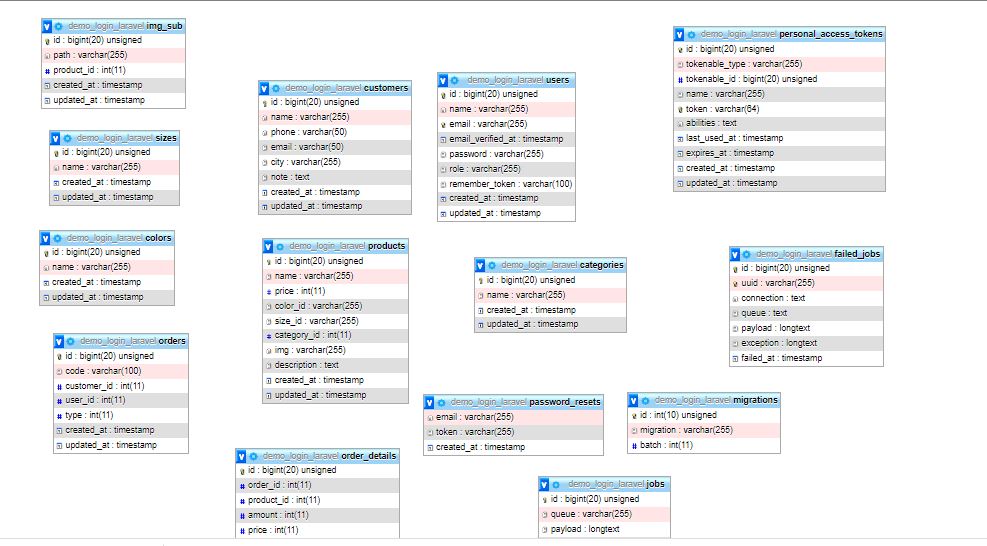 demo_login_laravel img_sub
id : bigint(20) unsigned
path : varchar(255)
product_id : int(11)
created_at : timestamp
updated_at : timestamp
demo_login_laravel sizes
id : bigint(20) unsigned
name : varchar(255)
created_at : timestamp
updated_at : timestamp
demo_login_laravel colors
id : bigint(20) unsigned
name : varchar(255)
created_at : timestamp
updated_at : timestamp
demo_login_laravel orders
id : bigint(20) unsigned
code : varchar(100)
customer_id : int(11)
user_id : int(11)
type : int(11)
created_at : timestamp
updated_at : timestamp
demo_login_laravel customers
id : bigint(20) unsigned
name : varchar(255)
phone : varchar(50)
email : varchar(50)
city : varchar(255)
note : text
created_at : timestamp
updated_at : timestamp
demo_login_laravel products
id : bigint(20) unsigned
name : varchar(255)
price : int(11)
color_id : varchar(255)
size_id : varchar(255)
category_id : int(11)
img : varchar(255)
description : text
created_at : timestamp
updated_at : timestamp
demo_login_laravel order_details
id : bigint(20) unsigned
order_id : int(11)
product_id : int(11)
amount : int(11)
price : int(11)
demo_login_laravel users
id : bigint(20) unsigned
name : varchar(255)
email : varchar(255)
email_verified_at : timestamp
password : varchar(255)
role : varchar(255)
remember_token : varchar(100)
created_at : timestamp
updated_at : timestamp
demo_login_laravel categories
id : bigint(20) unsigned
name : varchar(255)
created_at : timestamp
updated_at : timestamp
demo_login_laravel password_resets
email : varchar(255)
token : varchar(255)
created_at : timestamp
demo_login_laravel jobs
id : bigint(20) unsigned
queue : varchar(255)
payload : longtext
demo_login_laravel personal_access_tokens
id : bigint(20) unsigned
tokenable_type : varchar(255)
tokenable_id : bigint(20) unsigned
name : varchar(255)
token : varchar(64)
abilities : text
last_used_at : timestamp
expires_at : timestamp
created_at : timestamp
updated_at : timestamp
demo_login_laravel failed_jobs
id : bigint(20) unsigned
uuid : varchar(255)
connection : text
queue : text
payload : longtext
exception : longtext
failed_at : timestamp
demo_login_laravel migrations
id : int(10) unsigned
migration : varchar(255)
batch : int(11)